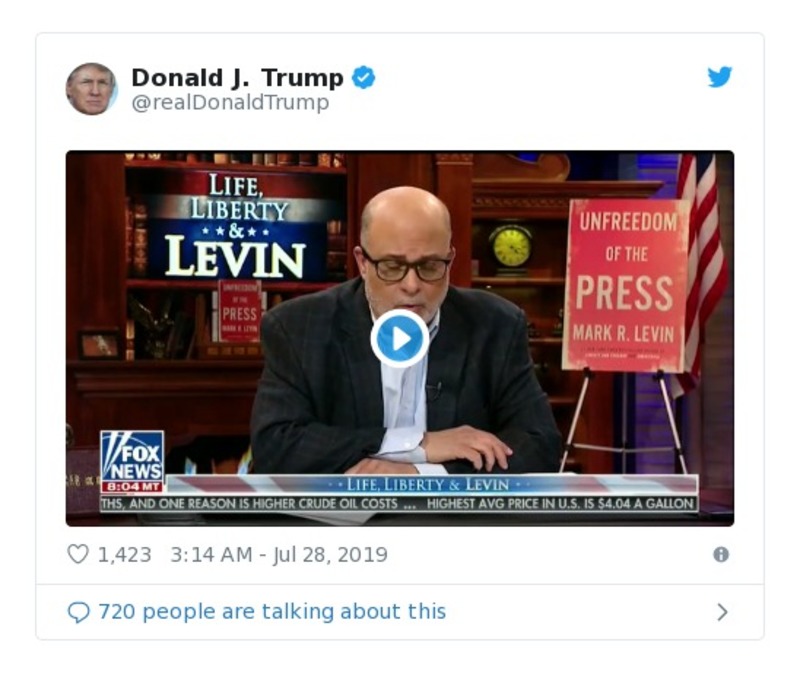 Donald J. Trump
@realDonaldTrump
LIFE,
LIBERTY
&
LEVIN
UNFREEDOM
OF THE
PRESS
MARK R. LEVIN
UNFREEDOM
OF THE
PRESS
MARK R. LEVIN
FOX
NEWS
8:04 MT
LIFE, LIBERTY & LEVIN
THS, AND ONE REASON IS HIGHER CRUDE OIL COSTS ... HIGHEST AVG PRICE IN U.S. IS $4.04 A GALLON
1,423 3:14 AM - Jul 28, 2019
720 people are talking about this